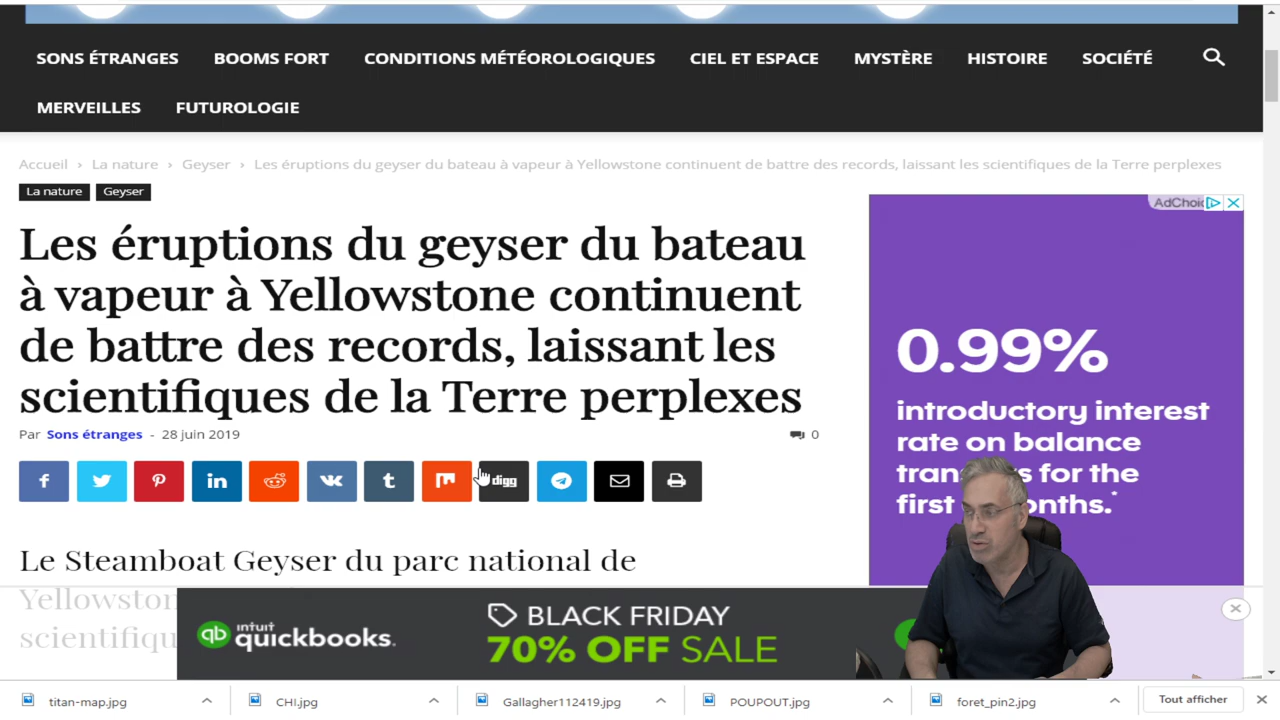 SONS ÉTRANGES BOOMS FORT CONDITIONS MÉTÉOROLOGIQUES CIEL ET ESPACE MYSTÈRE HISTOIRE SOCIÉTÉ
MERVEILLES FUTUROLOGIE
Accueil › La nature › Geyser › Les éruptions du geyser du bateau à vapeur à Yellowstone continuent de battre des records, laissant les scientifiques de la Terre perplexes
La nature Geyser
Les éruptions du geyser du bateau
à vapeur à Yellowstone continuent
de battre des records, laissant les
scientifiques de la Terre perplexes
Par Sons étranges - 28 juin 2019 0
digg
Le Steamboat Geyser du parc national de
AdChoi
0.99%
introductory interest
rate on balance
for the
first
intuit
quickbooks.
BLACK FRIDAY
70% OFF SALE
titan-map.jpg CHI.jpg Gallagher112419.jpg POUPOUT.jpg foret_pin2.jpg Tout afficher